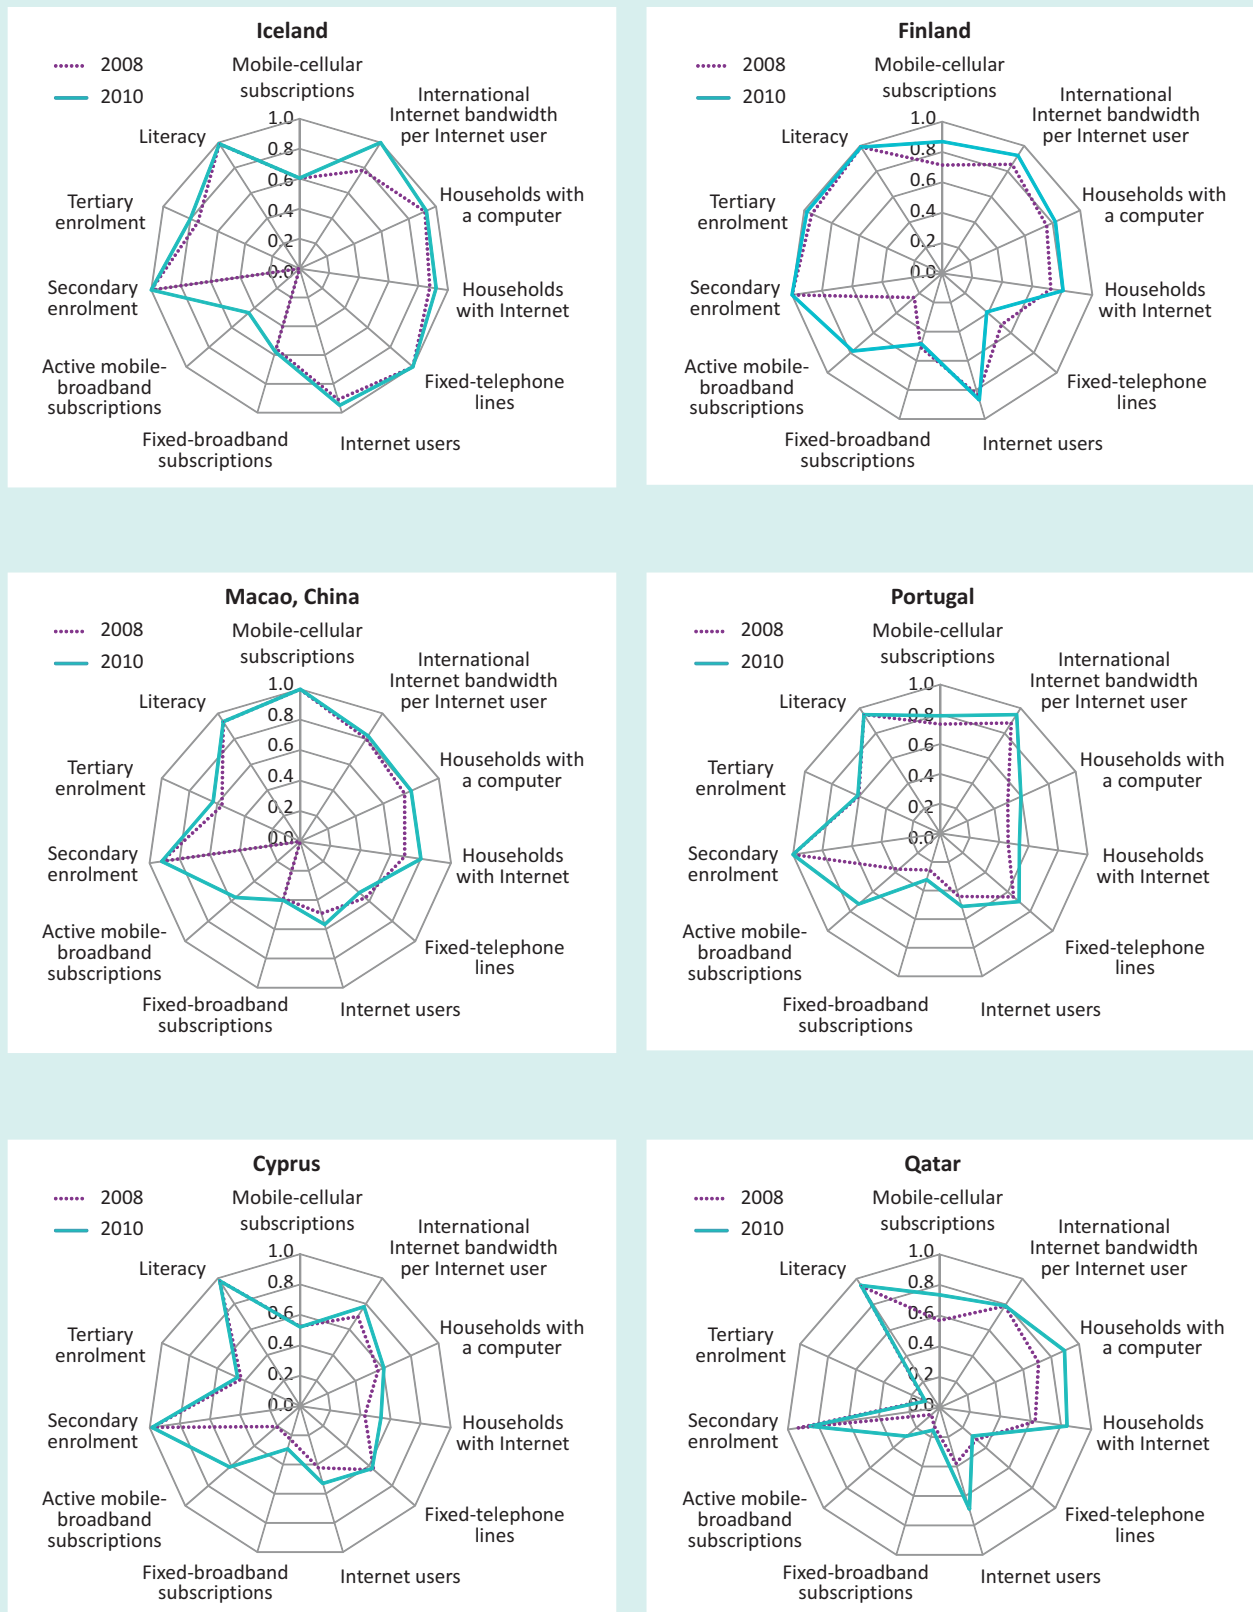 Iceland
2008
2010
Mobile-cellular
subscriptions
International
Internet bandwidth
per Internet user
Households with
a computer
Households
with Internet
Fixed-telephone
lines
Internet users
Fixed-broadband
subscriptions
Active mobile-
broadband
subscriptions
Secondary
enrolment
Tertiary
enrolment
Literacy
1.0
0.8
0.6
0.4
0.2
0.0
Finland
2008
2010
Mobile-cellular
subscriptions
International
Internet bandwidth
per Internet user
Households with
a computer
Households
with Internet
Fixed-telephone
lines
Internet users
Fixed-broadband
subscriptions
Active mobile-
broadband
subscriptions
Secondary
enrolment
Tertiary
enrolment
Literacy
1.0
0.8
0.6
0.4
0.2
0.0
Macao, China
2008
2010
Mobile-cellular
subscriptions
International
Internet bandwidth
per Internet user
Households with
a computer
Households
with Internet
Fixed-telephone
lines
Internet users
Fixed-broadband
subscriptions
Active mobile-
broadband
subscriptions
Secondary
enrolment
Tertiary
enrolment
Literacy
1.0
0.8
0.6
0.4
0.2
0.0
Portugal
2008
2010
Mobile-cellular
subscriptions
International
Internet bandwidth
per Internet user
Households with
a computer
Households
with Internet
Fixed-telephone
lines
Internet users
Fixed-broadband
subscriptions
Active mobile-
broadband
subscriptions
Secondary
enrolment
Tertiary
enrolment
Literacy
1.0
0.8
0.6
0.4
0.2
0.0
Cyprus
2008
2010
Mobile-cellular
subscriptions
International
Internet bandwidth
per Internet user
Households with
a computer
Households
with Internet
Fixed-telephone
lines
Internet users
Fixed-broadband
subscriptions
Active mobile-
broadband
subscriptions
Secondary
enrolment
Tertiary
enrolment
Literacy
1.0
0.8
0.6
0.4
0.2
0.0
Qatar
2008
2010
Mobile-cellular
subscriptions
International
Internet bandwidth
per Internet user
Households with
a computer
Households
with Internet
Fixed-telephone
lines
Internet users
Fixed-broadband
subscriptions
Active mobile-
broadband
subscriptions
Secondary
enrolment
Tertiary
enrolment
Literacy
1.0
0.8
0.6
0.4
0.2
0.0